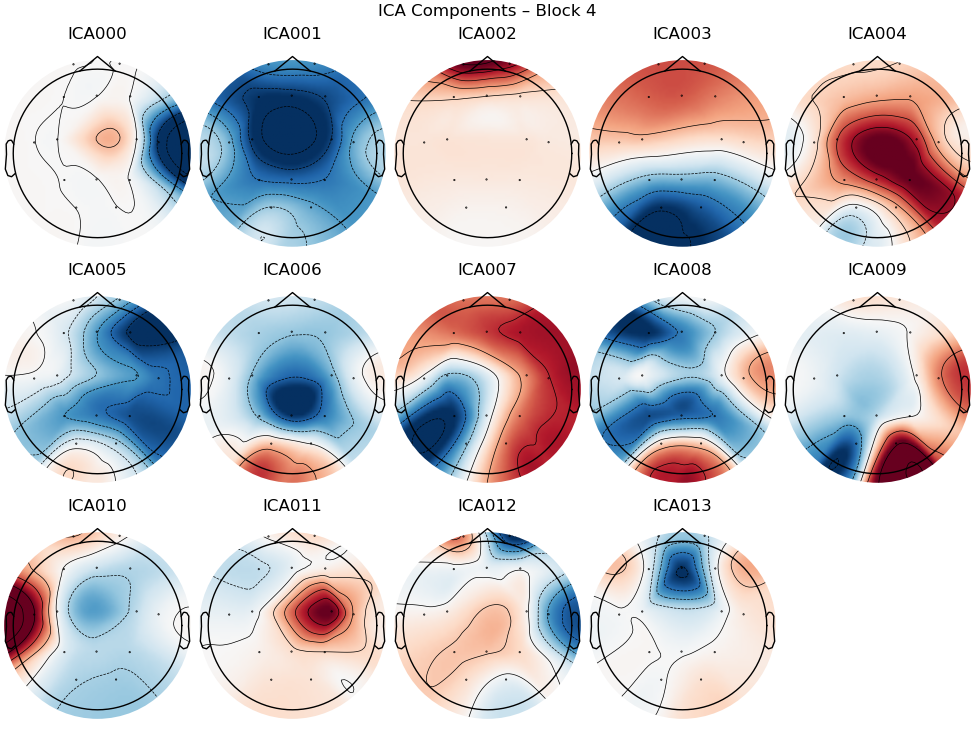 ICA Components – Block 4
ICA000 ICA001 ICA002 ICA003 ICA004
ICA005 ICA006 ICA007 ICA008 ICA009
ICA010 ICA011 ICA012 ICA013